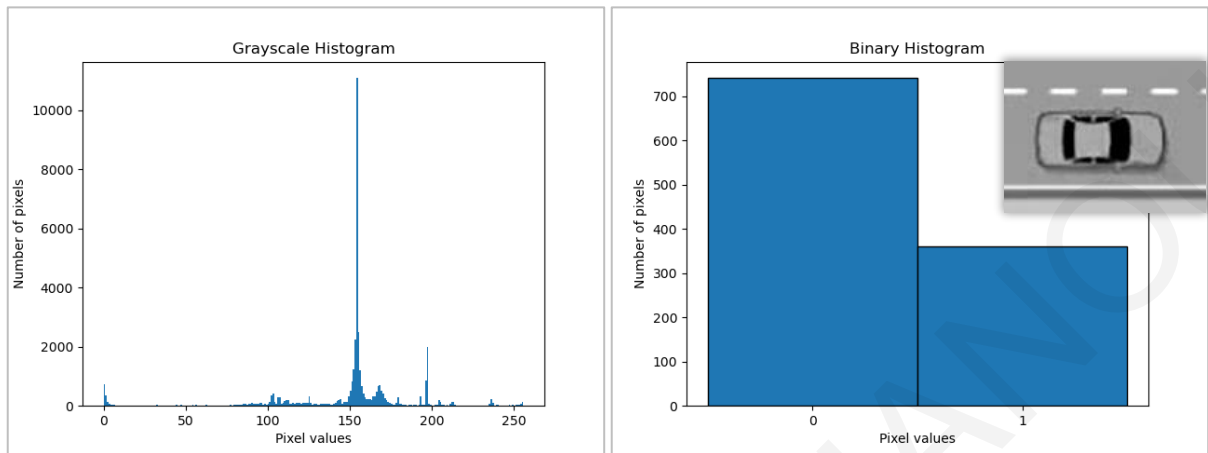 Grayscale Histogram
10000
8000
6000
4000
2000
0
Number of pixels
0 50 100 150 200 250
Pixel values
Binary Histogram
700
600
500
400
300
200
100
0
Number of pixels
0 1
Pixel values